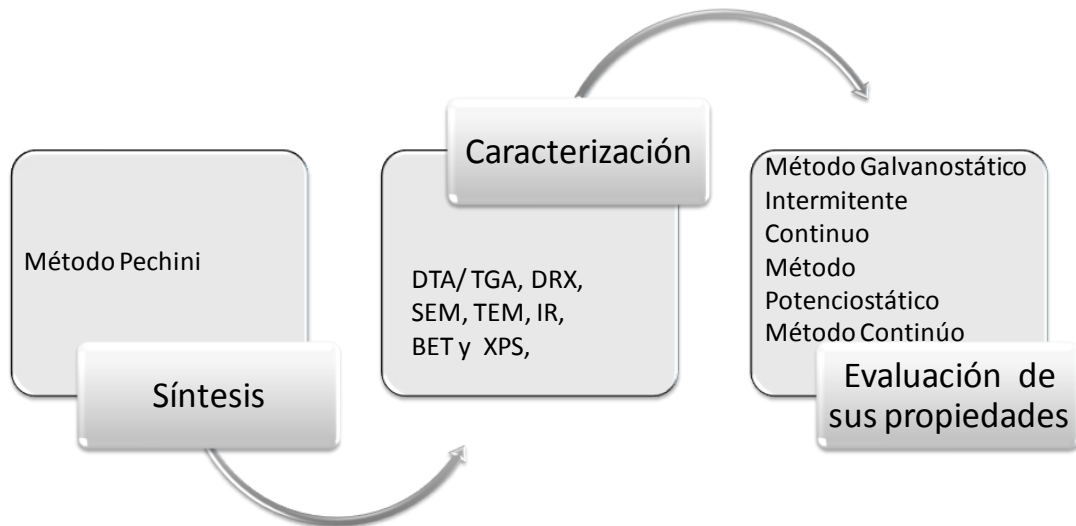 Método Pechini
Síntesis
Caracterización
DTA/ TGA, DRX,
SEM, TEM, IR,
BET y XPS,
Método Galvanostático
Intermitente
Continuo
Método
Potenciostático
Método Continúo
Evaluación de
sus propiedades